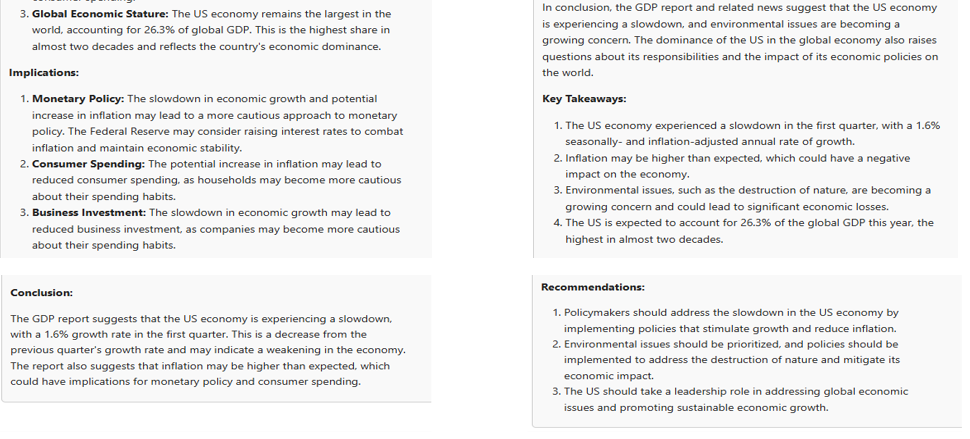 3. Global Economic Stature: The US economy remains the largest in the
world, accounting for 26.3% of global GDP. This is the highest share in
almost two decades and reflects the country's economic dominance.
Implications:
1. Monetary Policy: The slowdown in economic growth and potential
increase in inflation may lead to a more cautious approach to monetary
policy. The Federal Reserve may consider raising interest rates to combat
inflation and maintain economic stability.
2. Consumer Spending: The potential increase in inflation may lead to
reduced consumer spending, as households may become more cautious
about their spending habits.
3. Business Investment: The slowdown in economic growth may lead to
reduced business investment, as companies may become more cautious
about their spending habits.
Conclusion:
The GDP report suggests that the US economy is experiencing a slowdown,
with a 1.6% growth rate in the first quarter. This is a decrease from the
previous quarter's growth rate and may indicate a weakening in the economy.
The report also suggests that inflation may be higher than expected, which
could have implications for monetary policy and consumer spending.
In conclusion, the GDP report and related news suggest that the US economy
is experiencing a slowdown, and environmental issues are becoming a
growing concern. The dominance of the US in the global economy also raises
questions about its responsibilities and the impact of its economic policies on
the world.
Key Takeaways:
1. The US economy experienced a slowdown in the first quarter, with a 1.6%
seasonally- and inflation-adjusted annual rate of growth.
2. Inflation may be higher than expected, which could have a negative
impact on the economy.
3. Environmental issues, such as the destruction of nature, are becoming a
growing concern and could lead to significant economic losses.
4. The US is expected to account for 26.3% of the global GDP this year, the
highest in almost two decades.
Recommendations:
1. Policymakers should address the slowdown in the US economy by
implementing policies that stimulate growth and reduce inflation.
2. Environmental issues should be prioritized, and policies should be
implemented to address the destruction of nature and mitigate its
economic impact.
3. The US should take a leadership role in addressing global economic
issues and promoting sustainable economic growth.